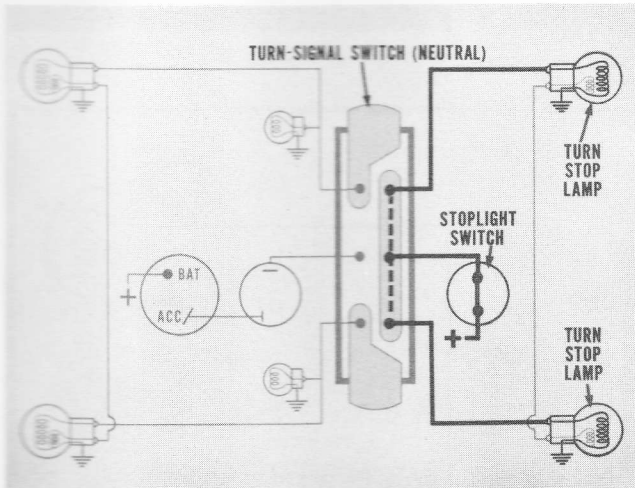 TURN-SIGNAL SWITCH (NEUTRAL)
TURN
STOP
LAMP
STOPLIGHT
SWITCH
BAT
+
ACC
−
+
TURN
STOP
LAMP